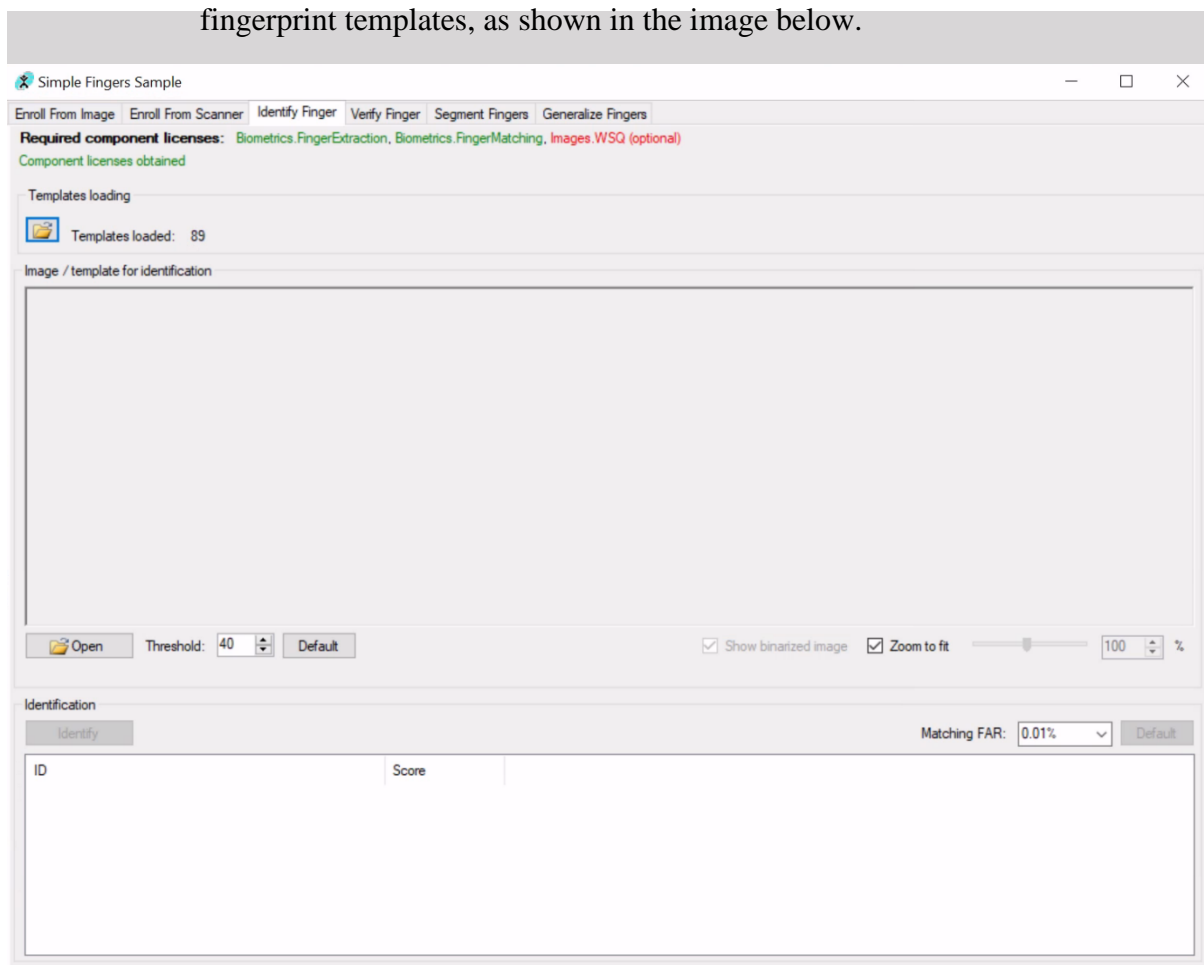 fingerprint templates, as shown in the image below.
Simple Fingers Sample
Enroll From Image Enroll From Scanner Identify Finger Verify Finger Segment Fingers Generalize Fingers
Required component licenses: Biometrics.FingerExtraction, Biometrics.FingerMatching, Images.WSQ (optional)
Component licenses obtained
Templates loading
Templates loaded: 89
Image / template for identification
Open Threshold: 40 Default Show binarized image Zoom to fit 100 %
Identification
Identify Matching FAR: 0.01% Default
ID Score